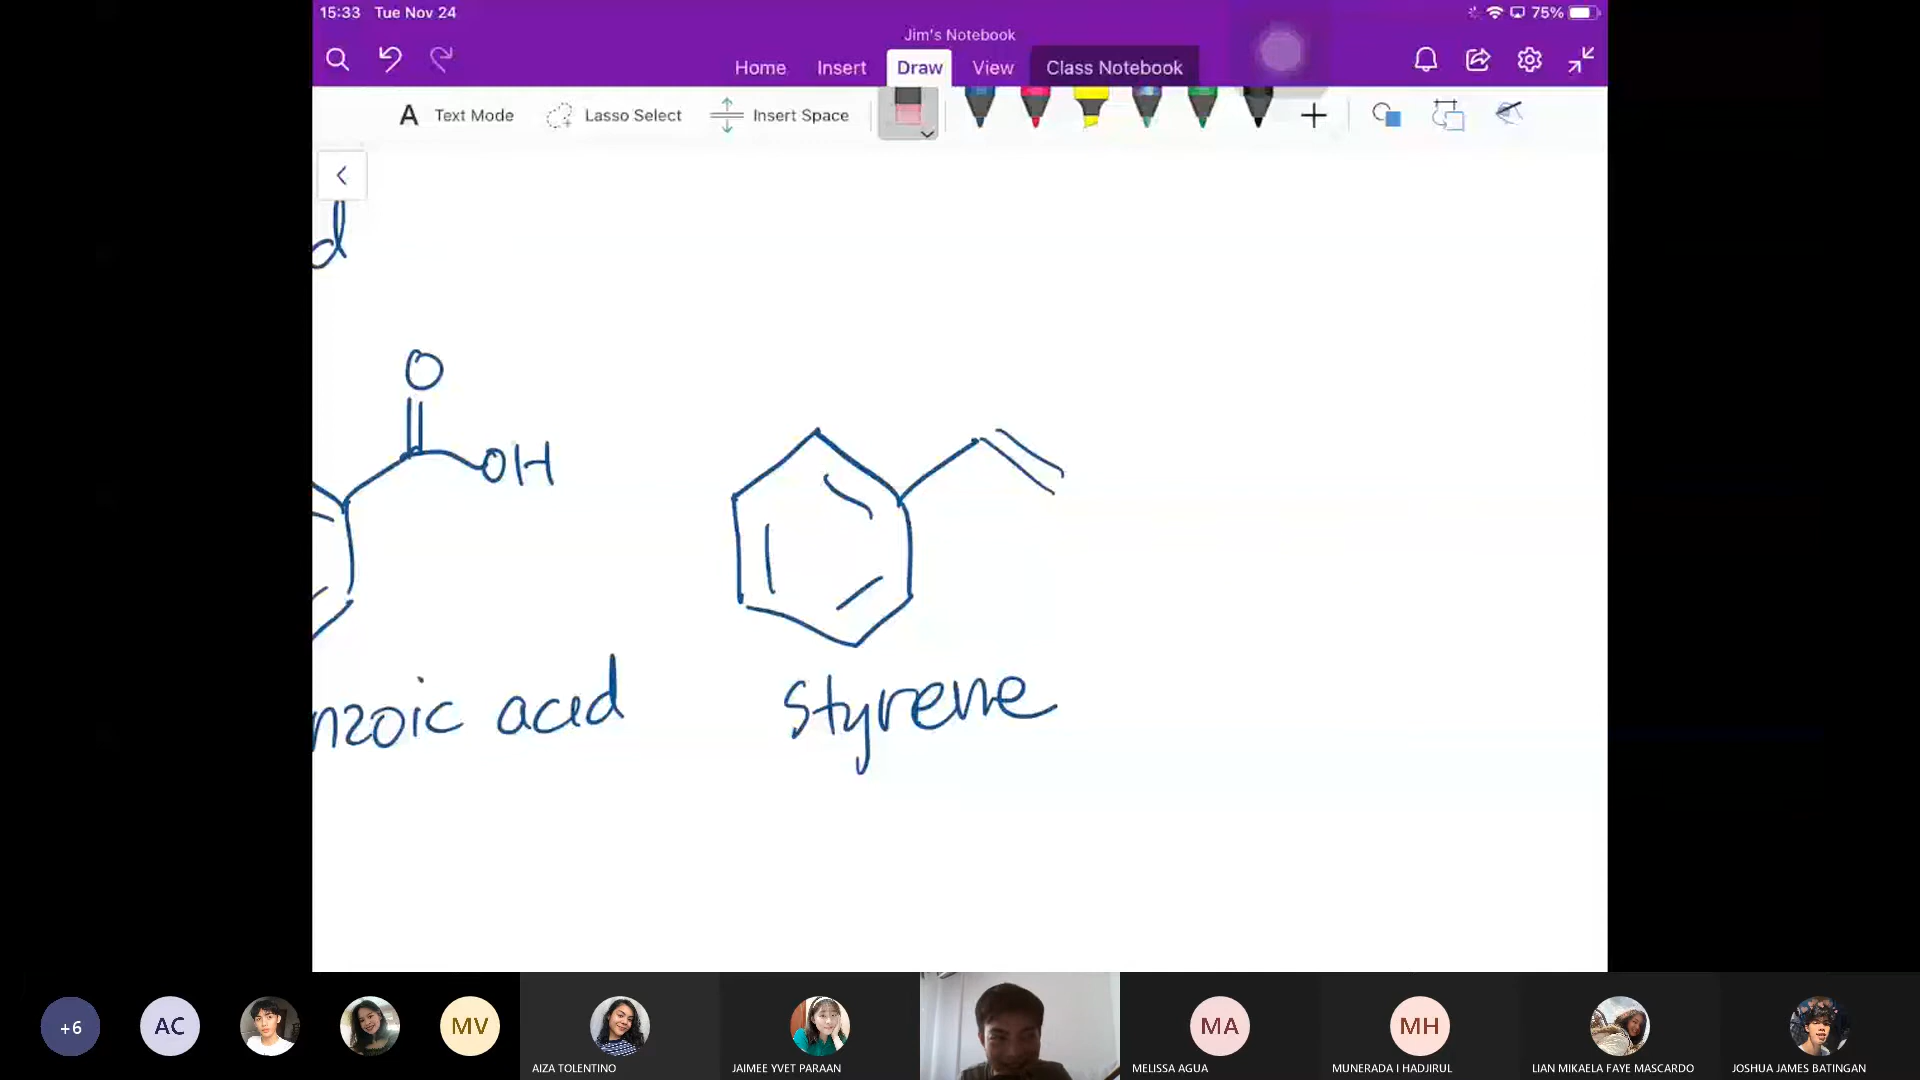 15:33 Tue Nov 24
75%
Jim's Notebook
Home Insert Draw View Class Notebook
A Text Mode Lasso Select Insert Space
d
O
OH
nzoic acid
styrene
+6 AC MV MA MH
AIZA TOLENTINO JAIMEE YVET PARAAN MELISSA AGUA MUNERADA I HADJIRUL LIAN MIKAELA FAYE MASCARDO JOSHUA JAMES BATINGAN